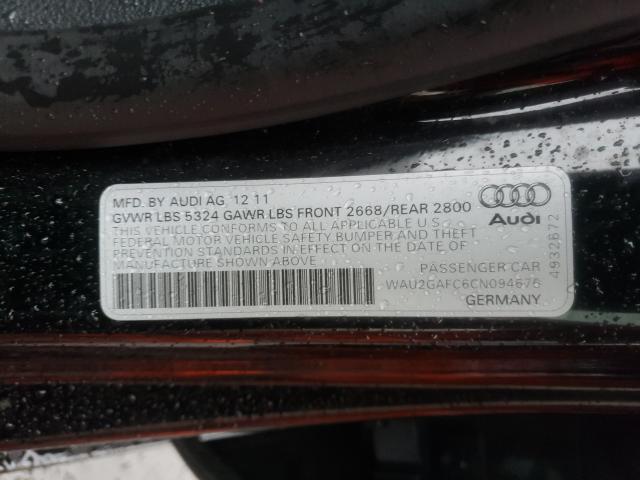 MFD. BY AUDI AG, 12 11
GVWR LBS 5324 GAWR LBS FRONT 2668/REAR 2800
THIS VEHICLE CONFORMS TO ALL APPLICABLE U.S.
FEDERAL MOTOR VEHICLE SAFETY BUMPER AND THEFT
PREVENTION STANDARDS IN EFFECT ON THE DATE OF
MANUFACTURE SHOWN ABOVE
Audi
4932672
PASSENGER CAR
WAU2GAFC6CN094676
GERMANY